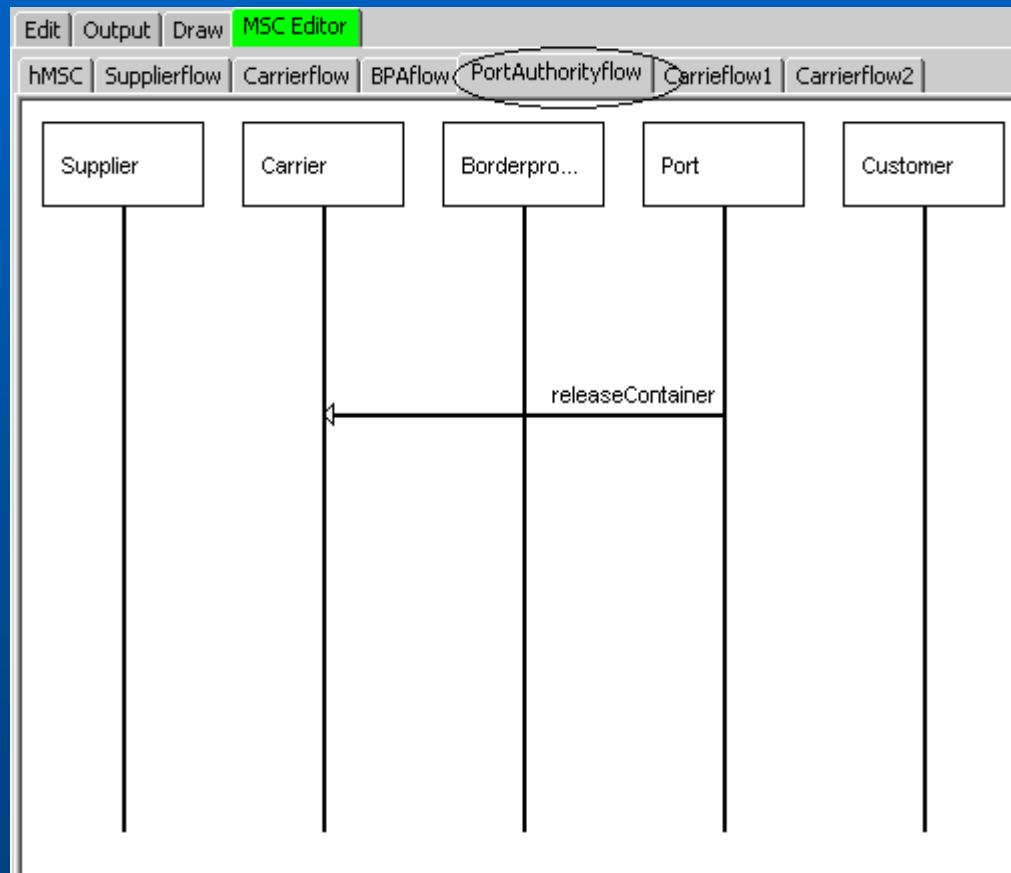 Edit Output Draw MSC Editor
hMSC Supplierflow Carrierflow BPAflow PortAuthorityflow Carrieflow1 Carrierflow2
Supplier Carrier Borderpro... Port Customer
releaseContainer